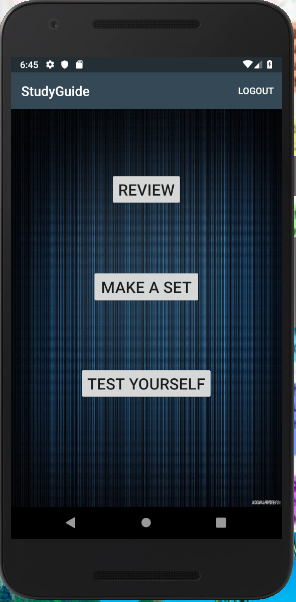 6:45
StudyGuide LOGOUT
REVIEW
MAKE A SET
TEST YOURSELF